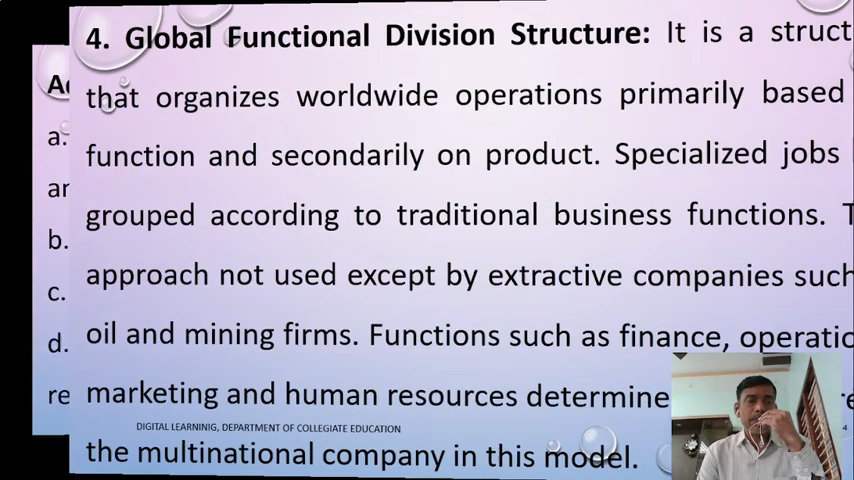 4. Global Functional Division Structure: It is a struct
that organizes worldwide operations primarily based
function and secondarily on product. Specialized jobs
grouped according to traditional business functions. T
approach not used except by extractive companies such
oil and mining firms. Functions such as finance, operatio
marketing and human resources determine
the multinational company in this model.
a.
b.
c.
d.
re
DIGITAL LEARNINIG, DEPARTMENT OF COLLEGIATE EDUCATION